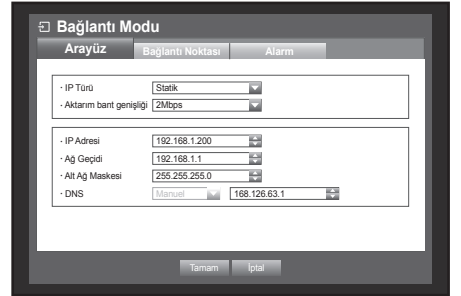 Bağlantı Modu
Arayüz Bağlantı Noktası Alarm
· IP Türü Statik
· Aktarım bant genişliği 2Mbps
· IP Adresi 192.168.1.200
· Ağ Geçidi 192.168.1.1
· Alt Ağ Maskesi 255.255.255.0
· DNS Manuel 168.126.63.1
Tamam İptal